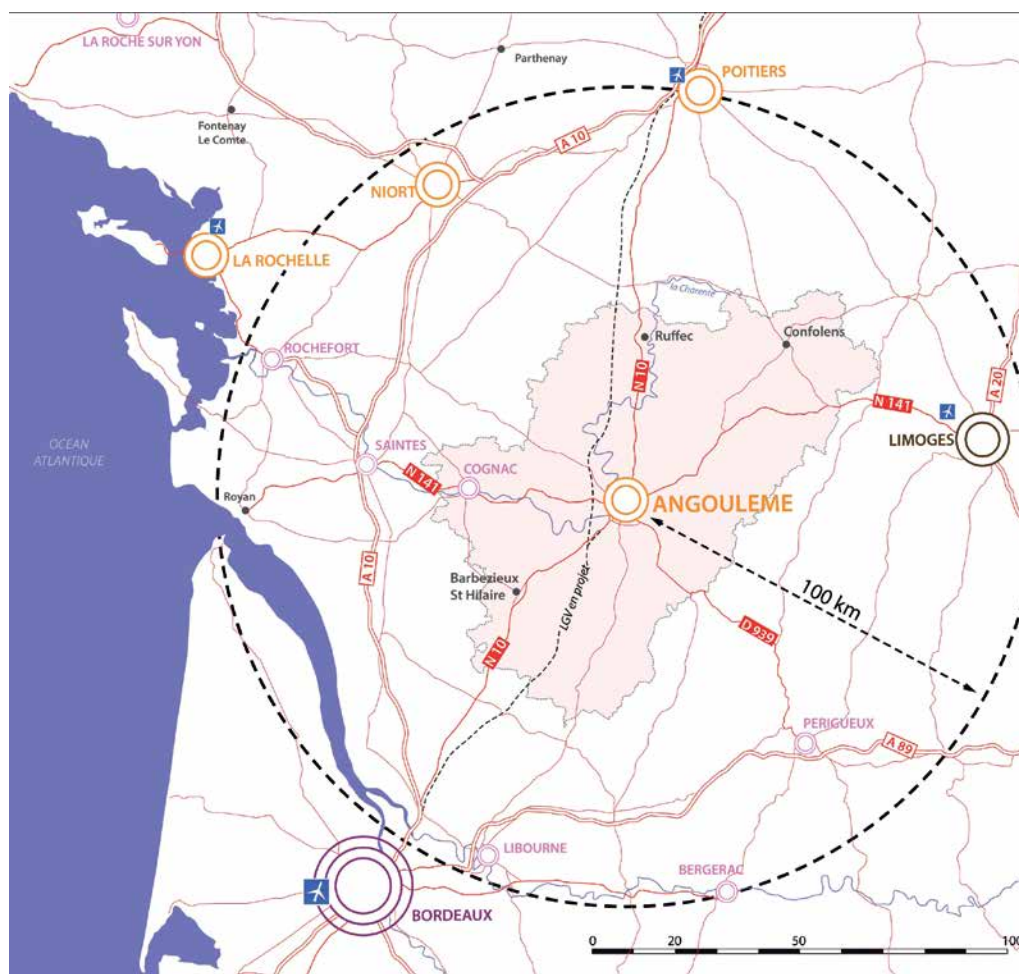 LA ROCHE SUR YON
Parthenay
POITIERS
Fontenay
Le Comte
A 10
NIORT
LA ROCHELLE
la Charente
Ruffec
Confolens
ROCHEFORT
N 10
A 20
N 141
LIMOGES
OCEAN
ATLANTIQUE
SAINTES
COGNAC
N 141
Royan
ANGOULEME
A 10
Barbezieux
St Hilaire
LGV en projet
100 km
N 10
D 939
PERIGUEUX
A 89
LIBOURNE
BERGERAC
BORDEAUX
0 20 50 100